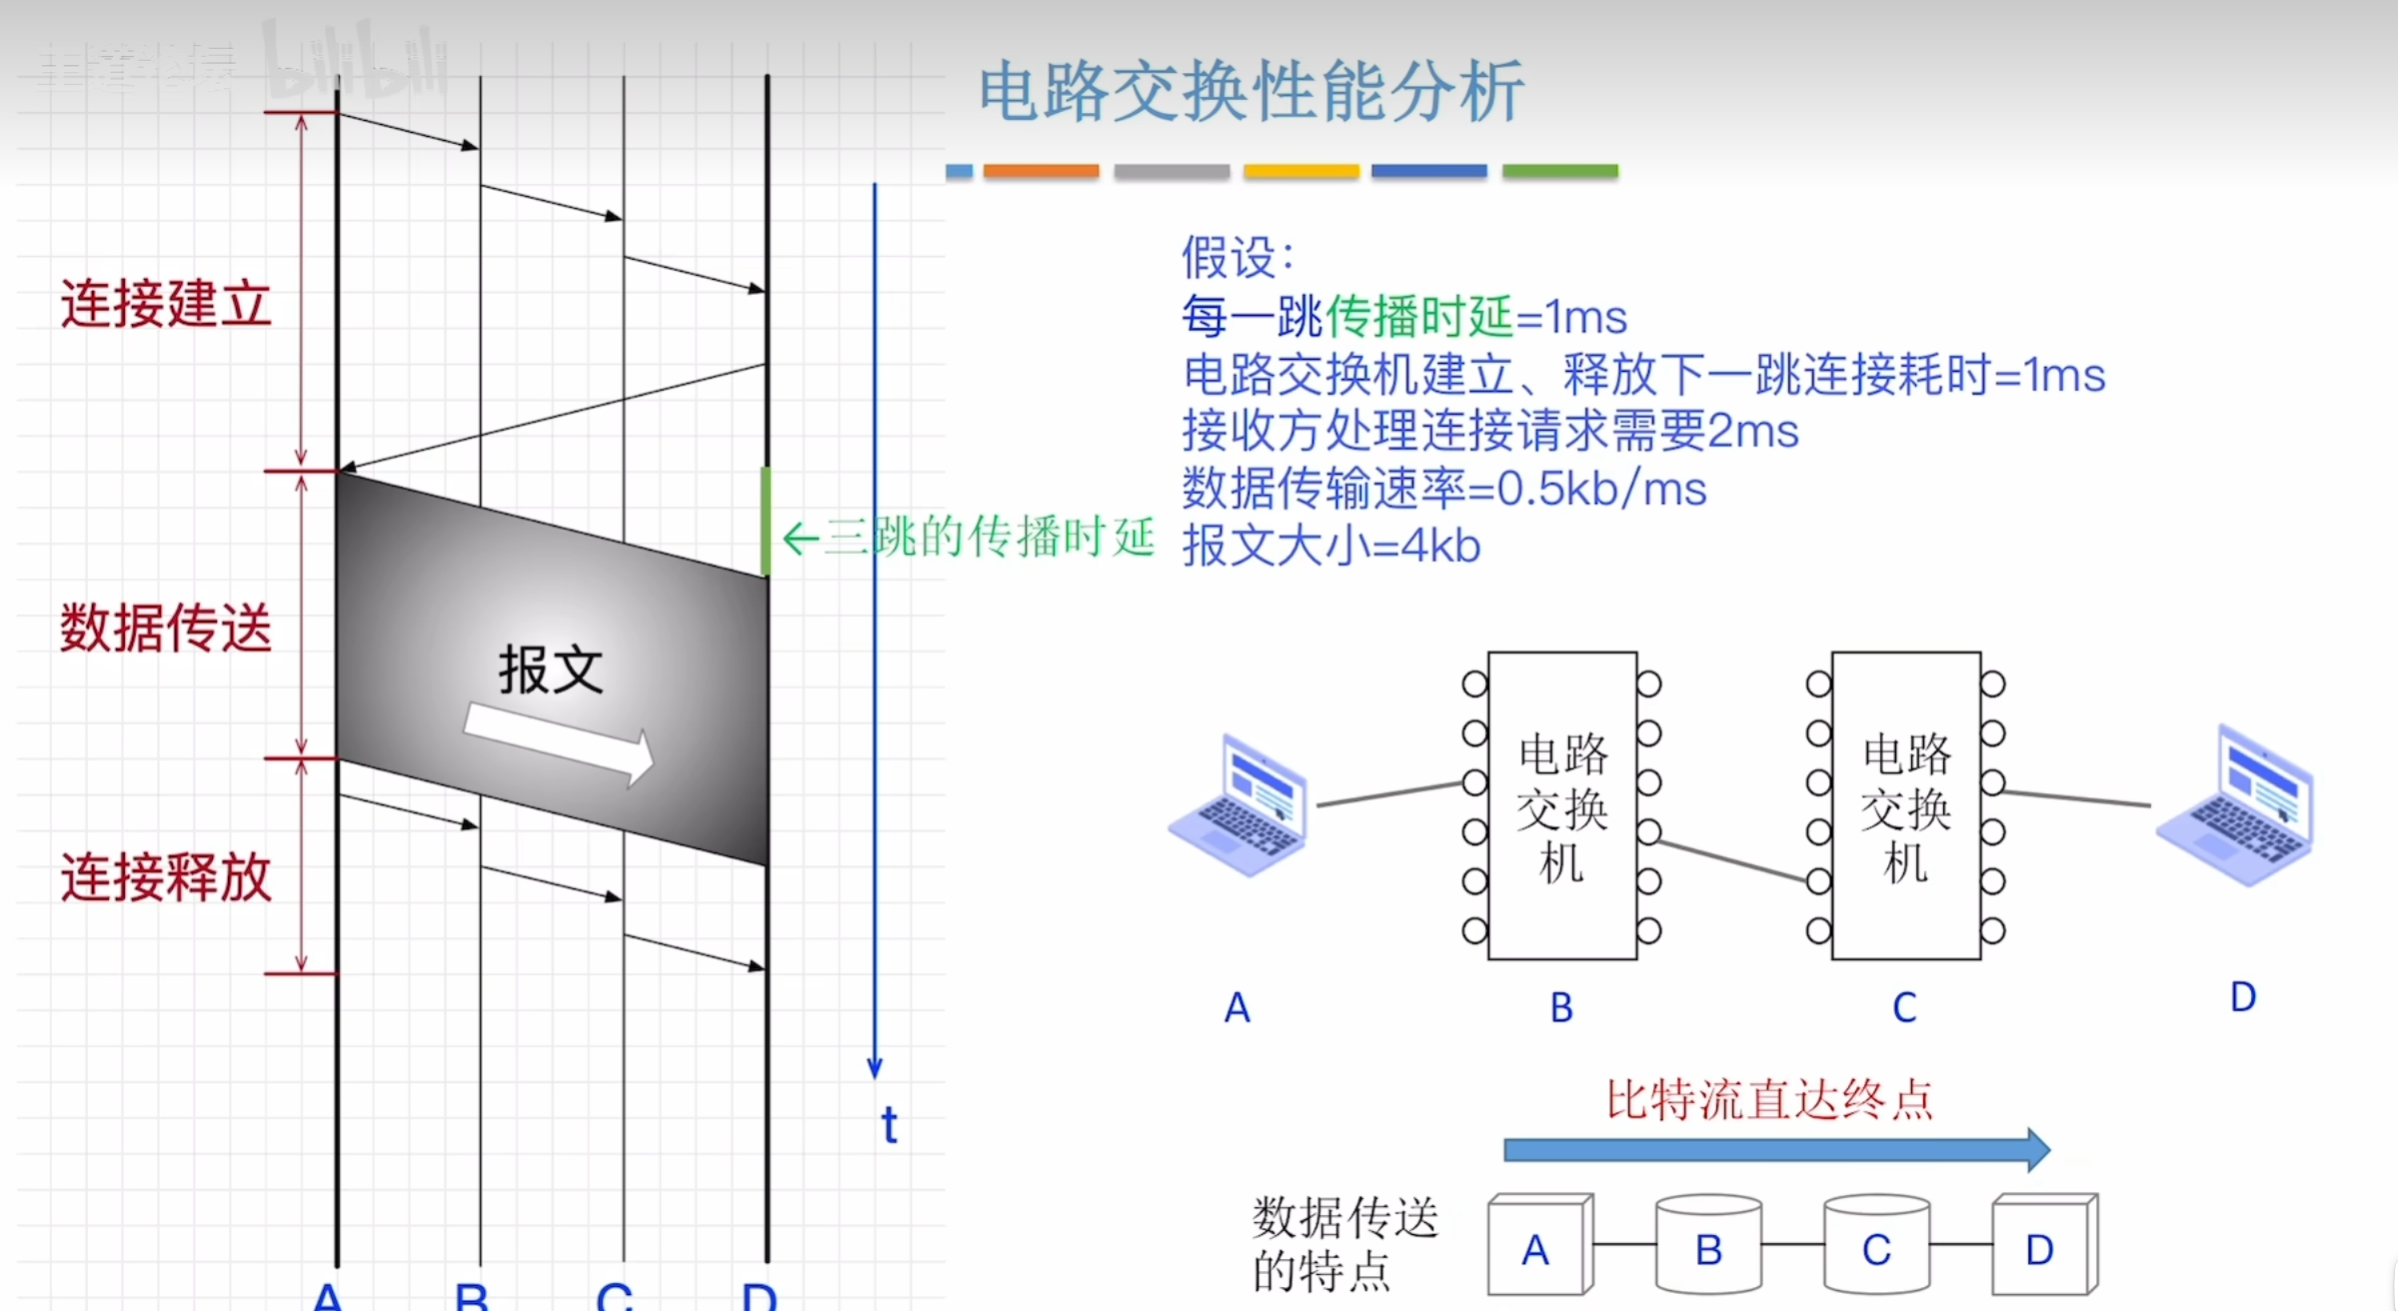 王道论坛 bilibili
电路交换性能分析
假设：
每一跳传播时延=1ms
电路交换机建立、释放下一跳连接耗时=1ms
接收方处理连接请求需要2ms
数据传输速率=0.5kb/ms
报文大小=4kb
连接建立
←三跳的传播时延
数据传送
报文
连接释放
t
A B C D
电路
交换
机
电路
交换
机
A B C D
比特流直达终点
数据传送
的特点
A B C D